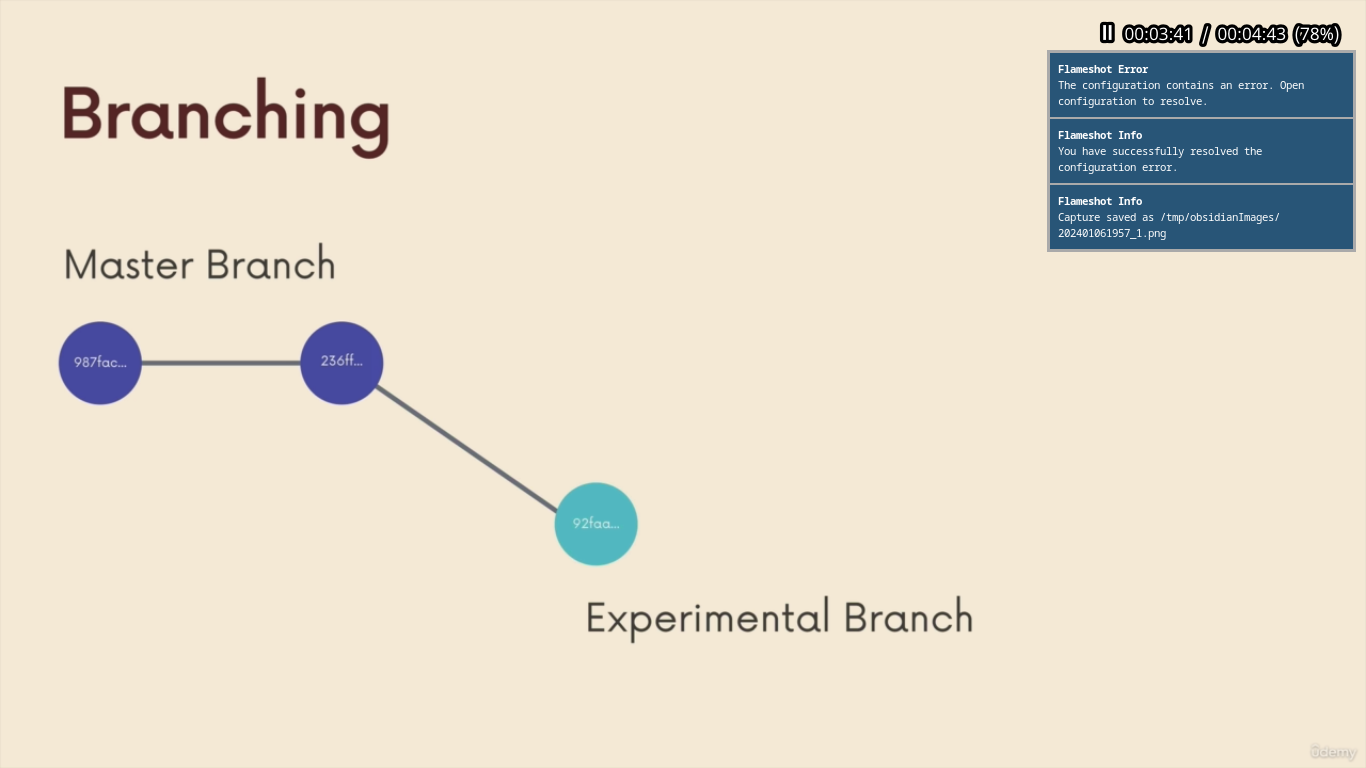 00:03:41 / 00:04:43 (78%)
Flameshot Error
The configuration contains an error. Open
configuration to resolve.
Flameshot Info
You have successfully resolved the
configuration error.
Flameshot Info
Capture saved as /tmp/obsidianImages/
202401061957_1.png
Branching
Master Branch
987fac...
236ff...
92faa...
Experimental Branch
ûdemy